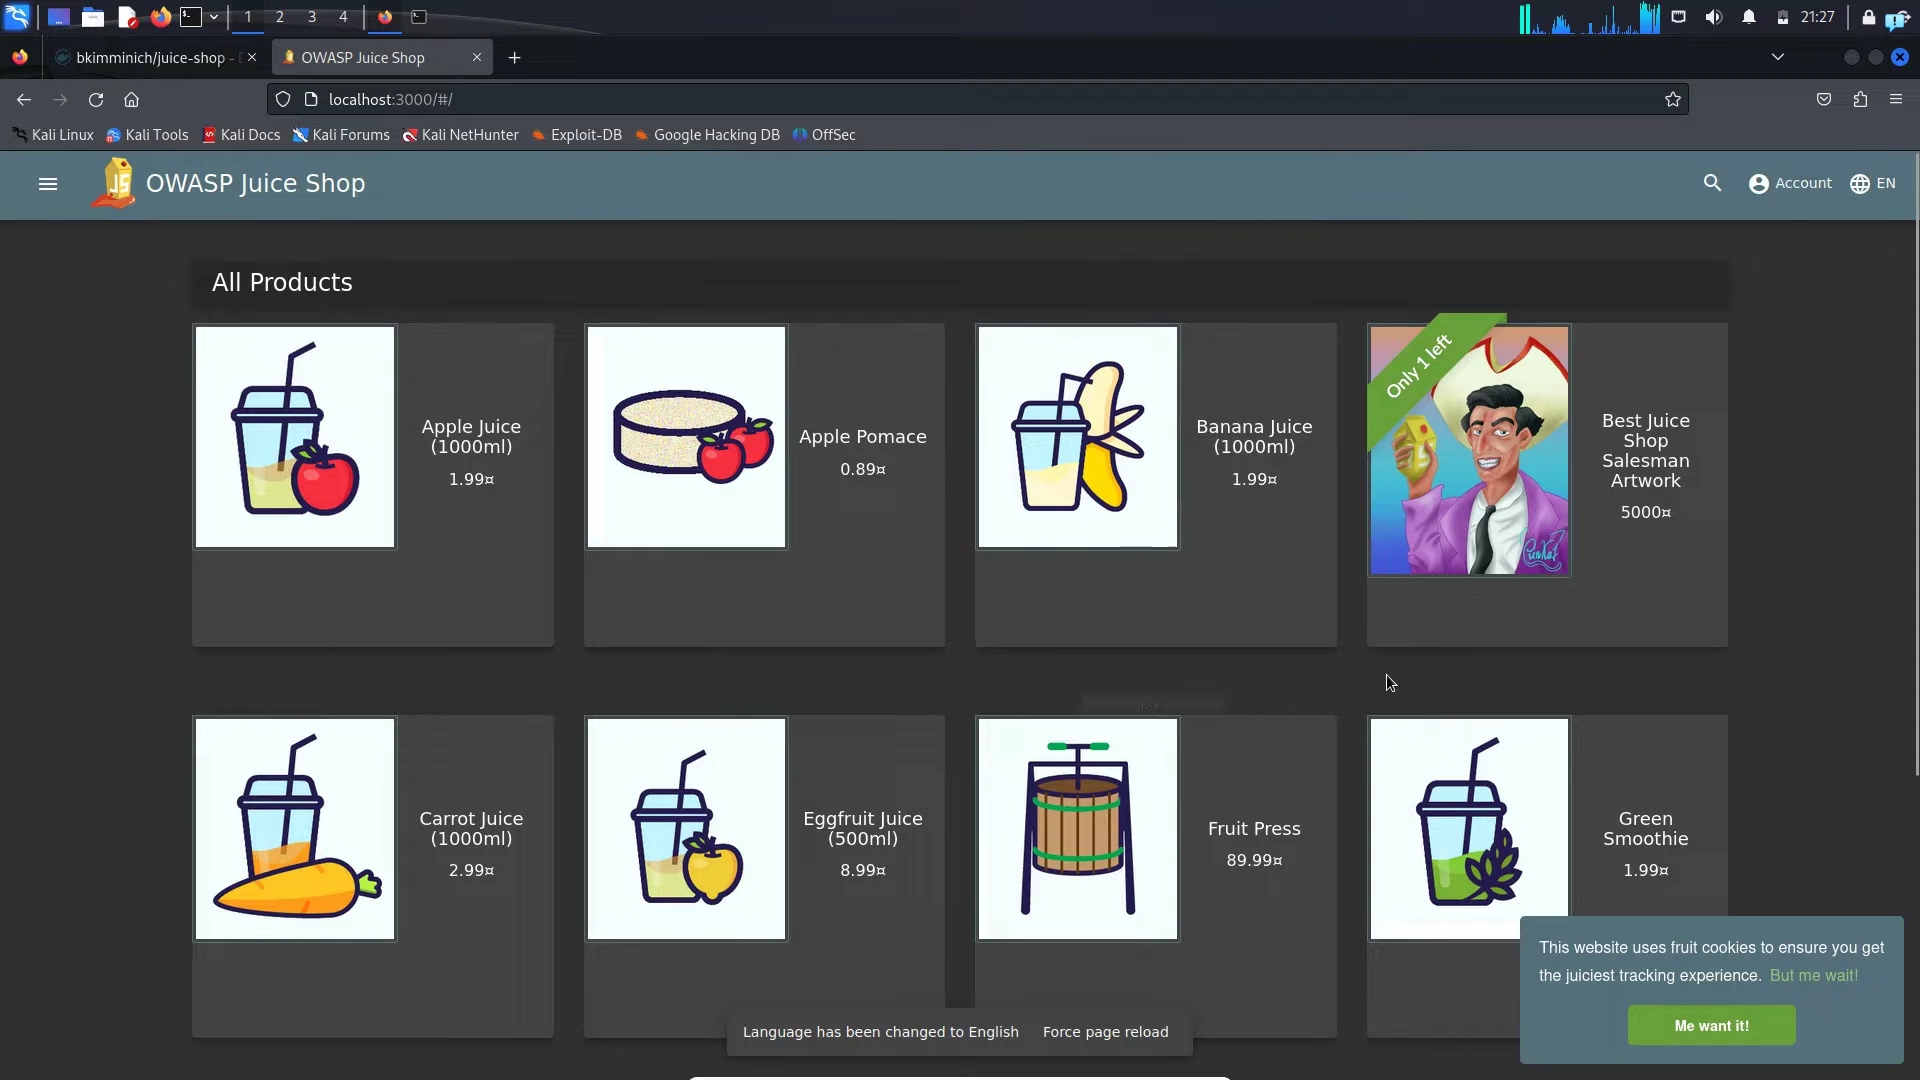 1 2 3 4 21:27
bkimminich/juice-shop -
OWASP Juice Shop
localhost:3000/#/
Kali Linux Kali Tools Kali Docs Kali Forums Kali NetHunter Exploit-DB Google Hacking DB OffSec
OWASP Juice Shop
Account EN
All Products
Apple Juice
(1000ml)
1.99¤
Apple Pomace
0.89¤
Banana Juice
(1000ml)
1.99¤
Only 1 left
Best Juice
Shop
Salesman
Artwork
5000¤
Carrot Juice
(1000ml)
2.99¤
Eggfruit Juice
(500ml)
8.99¤
Fruit Press
89.99¤
Green
Smoothie
1.99¤
This website uses fruit cookies to ensure you get
the juiciest tracking experience. But me wait!
Me want it!
Language has been changed to English Force page reload